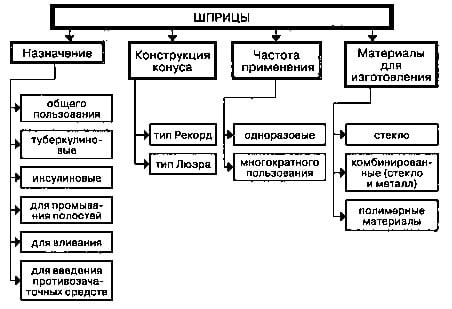 ШПРИЦЫ
Назначение
Конструкция
конуса
Частота
применения
Материалы
для
изготовления
общего
пользования
туберкулино-
вые
инсулиновые
для промыва-
ния полостей
для вливания
для введения
противозача-
точных средств
тип Рекорд
тип Люэра
одноразовые
многократного
пользования
стекло
комбинирован-
ные (стекло
и металл)
полимерные
материалы